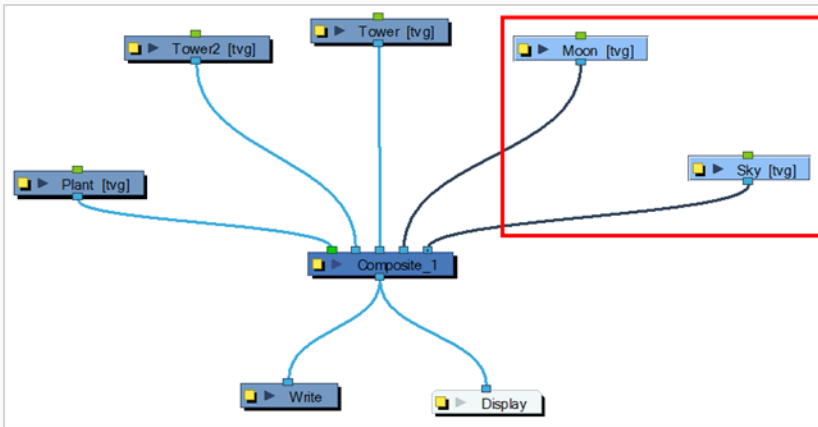 Tower2 [tvg]
Tower [tvg]
Moon [tvg]
Plant [tvg]
Sky [tvg]
Composite_1
Write
Display